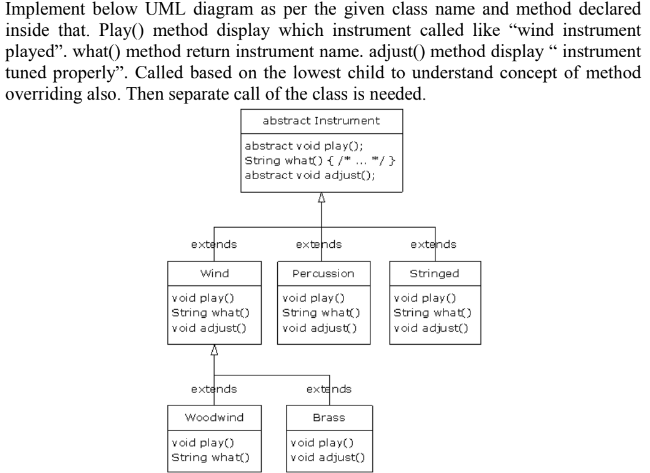 Implement below UML diagram as per the given class name and method declared
inside that. Play() method display which instrument called like “wind instrument
played”. what() method return instrument name. adjust() method display “ instrument
tuned properly”. Called based on the lowest child to understand concept of method
overriding also. Then separate call of the class is needed.
abstract Instrument
abstract void play();
String what() { /* ... */ }
abstract void adjust();
extends
extends
extends
Wind
void play()
String what()
void adjust()
Percussion
void play()
String what()
void adjust()
Stringed
void play()
String what()
void adjust()
extends
extends
Woodwind
void play()
String what()
Brass
void play()
void adjust()